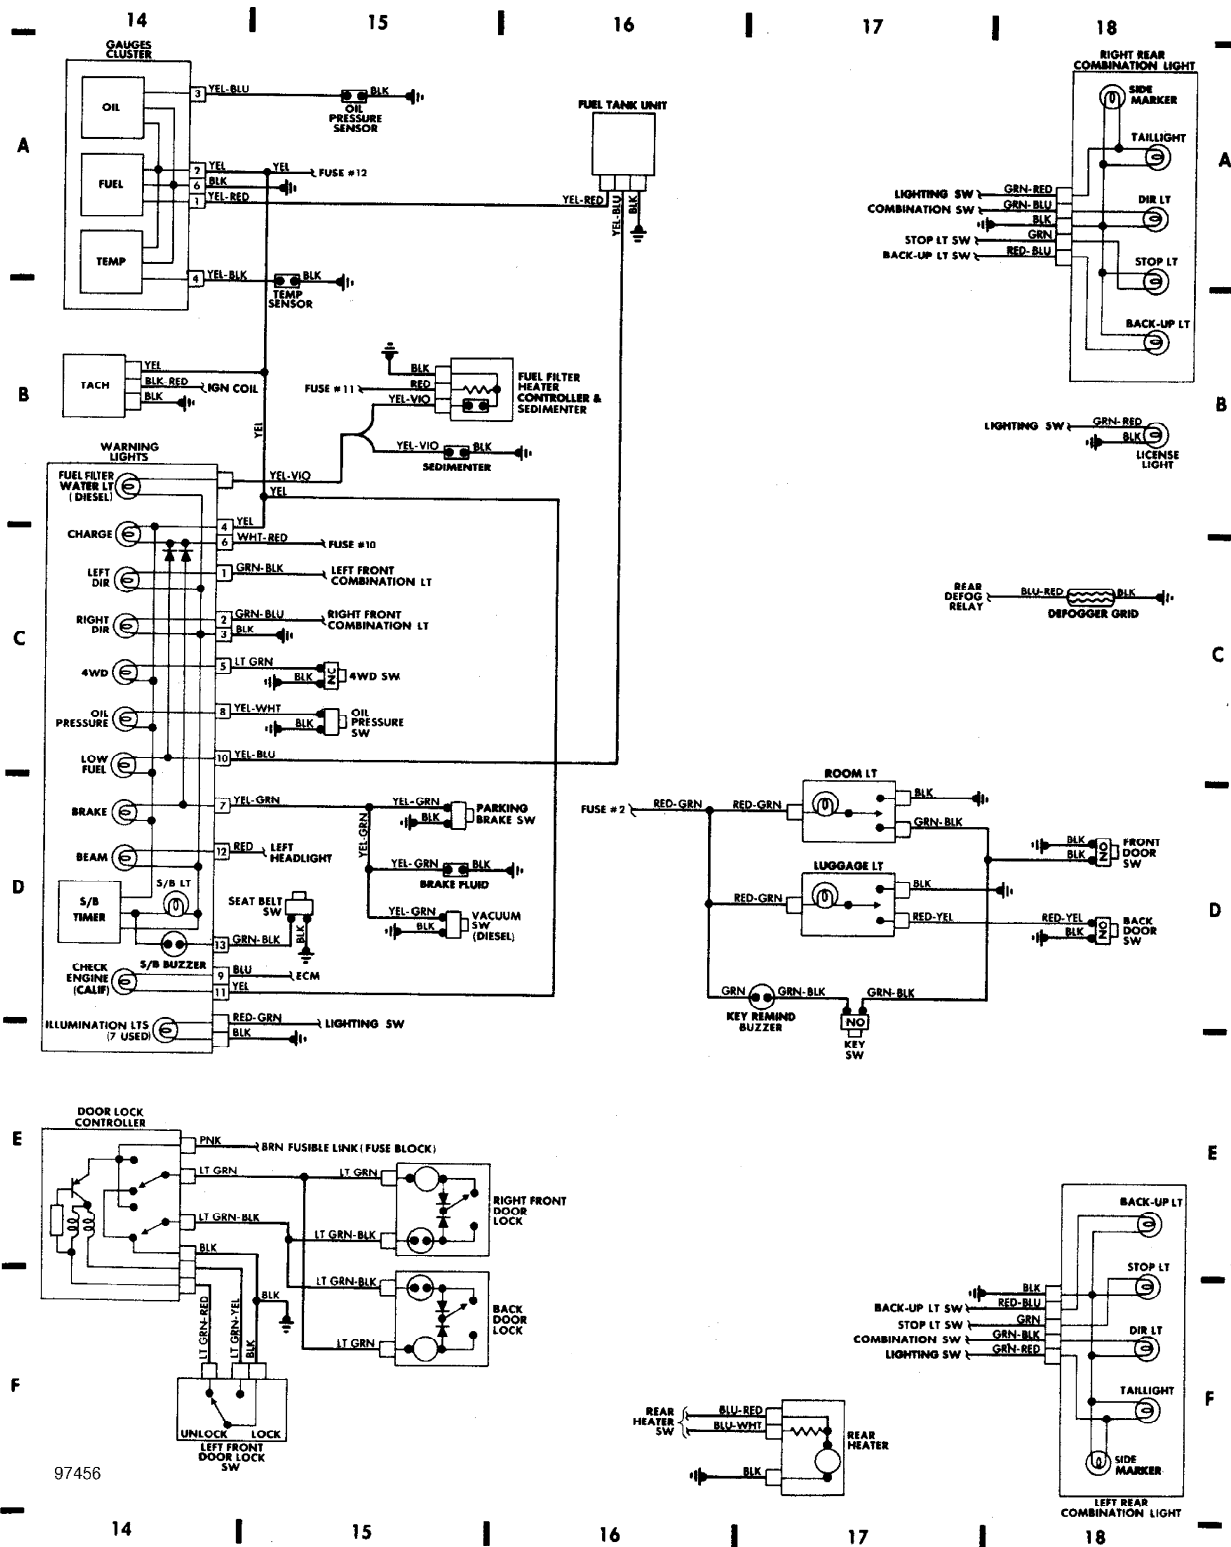 14 15 16 17 18
GAUGES
CLUSTER
OIL
FUEL
TEMP
3 YEL-BLU BLK
OIL
PRESSURE
SENSOR
2 YEL YEL FUSE #12
6 BLK
1 YEL-RED YEL-RED
4 YEL-BLK BLK
TEMP
SENSOR
FUEL TANK UNIT
YEL-BLU
BLK
A
RIGHT REAR
COMBINATION LIGHT
SIDE
MARKER
TAILLIGHT
A
LIGHTING SW GRN-RED
COMBINATION SW GRN-BLU
BLK
STOP LT SW GRN
BACK-UP LT SW RED-BLU
DIR LT
STOP LT
BACK-UP LT
B
TACH
YEL
BLK-RED IGN COIL
BLK
YEL
BLK
FUSE #11 RED
YEL-VIO
FUEL FILTER
HEATER
CONTROLLER &
SEDIMENTER
YEL-VIO BLK
SEDIMENTER
B
LIGHTING SW GRN-RED
BLK
LICENSE
LIGHT
WARNING
LIGHTS
FUEL FILTER
WATER LT
(DIESEL)
YEL-VIO
YEL
CHARGE
4 YEL
6 WHT-RED FUSE #10
LEFT
DIR
1 GRN-BLK LEFT FRONT
COMBINATION LT
RIGHT
DIR
2 GRN-BLU RIGHT FRONT
COMBINATION LT
3 BLK
C
4WD
5 LT GRN
BLK NC 4WD SW
OIL
PRESSURE
8 YEL-WHT
BLK
OIL
PRESSURE
SW
LOW
FUEL
10 YEL-BLU
REAR
DEFOG
RELAY
BLU-RED BLK
DEFOGGER GRID
C
BRAKE
7 YEL-GRN YEL-GRN
BLK
PARKING
BRAKE SW
YEL-GRN
BEAM
12 RED LEFT
HEADLIGHT
YEL-GRN BLK
BRAKE FLUID
D
S/B
TIMER
S/B LT
SEAT BELT
SW
BLK
YEL-GRN
BLK
VACUUM
SW
(DIESEL)
13 GRN-BLK
S/B BUZZER
CHECK
ENGINE
(CALIF)
9 BLU ECM
11 YEL
ILLUMINATION LTS
(7 USED)
RED-GRN LIGHTING SW
BLK
ROOM LT
FUSE #2 RED-GRN RED-GRN
BLK
GRN-BLK
BLK
BLK
NO
FRONT
DOOR
SW
LUGGAGE LT
RED-GRN
BLK
RED-YEL RED-YEL
BLK
NO
BACK
DOOR
SW
D
GRN GRN-BLK GRN-BLK
KEY REMIND
BUZZER
NO
KEY
SW
E
DOOR LOCK
CONTROLLER
PNK BRN FUSIBLE LINK (FUSE BLOCK)
LT GRN LT GRN
LT GRN-BLK LT GRN-BLK
RIGHT FRONT
DOOR
LOCK
BLK
LT GRN-BLK
BLK
LT GRN
BACK
DOOR
LOCK
LT GRN-RED
LT GRN-YEL
BLK
UNLOCK LOCK
LEFT FRONT
DOOR LOCK
SW
F
97456
E
BACK-UP LT
STOP LT
BLK
BACK-UP LT SW RED-BLU
STOP LT SW GRN
COMBINATION SW GRN-BLK
LIGHTING SW GRN-RED
DIR LT
TAILLIGHT
SIDE
MARKER
LEFT REAR
COMBINATION LIGHT
F
REAR
HEATER
SW
BLU-RED
BLU-WHT
BLK
REAR
HEATER
14 15 16 17 18